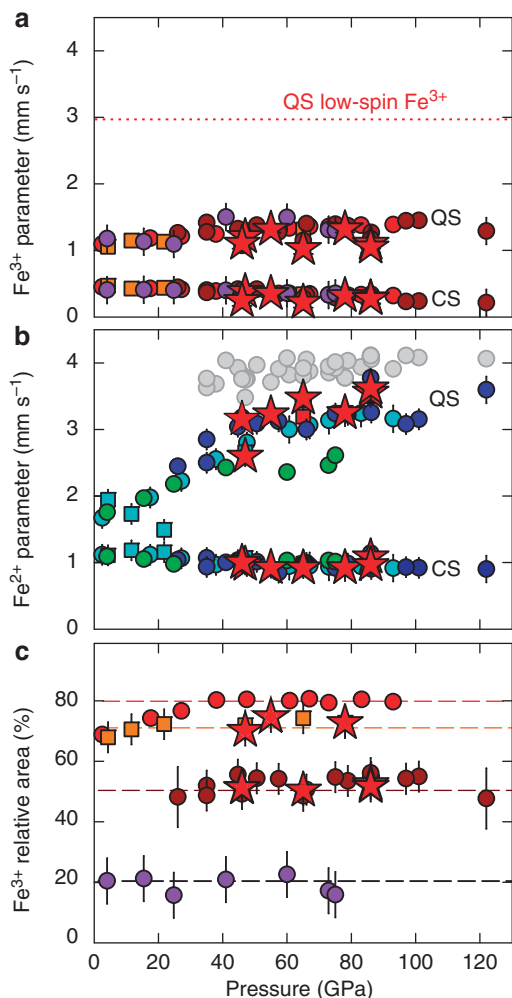 a
4
3
2
1
0
Fe³⁺ parameter (mm s⁻¹)
QS low-spin Fe³⁺
QS
CS
b
4
3
2
1
0
Fe²⁺ parameter (mm s⁻¹)
QS
CS
c
80
60
40
20
0
Fe³⁺ relative area (%)
0 20 40 60 80 100 120
Pressure (GPa)